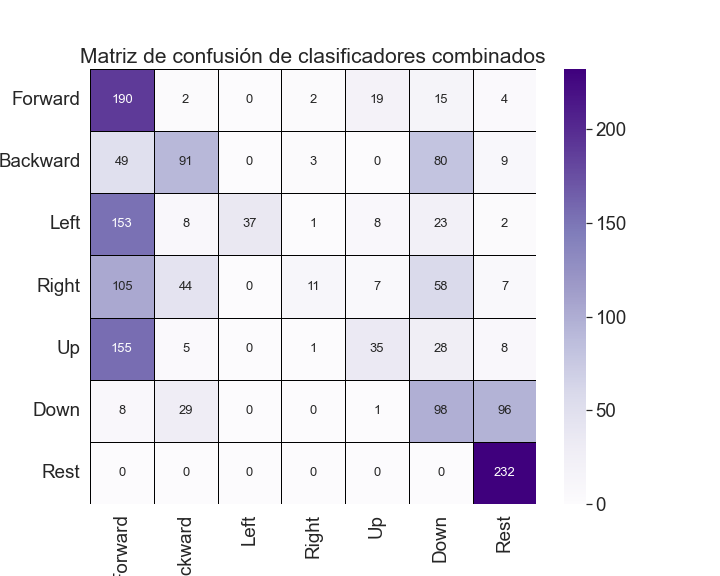 Matriz de confusión de clasificadores combinados
Forward 190 2 0 2 19 15 4
Backward 49 91 0 3 0 80 9
Left 153 8 37 1 8 23 2
Right 105 44 0 11 7 58 7
Up 155 5 0 1 35 28 8
Down 8 29 0 0 1 98 96
Rest 0 0 0 0 0 0 232
Forward
ckward
Left
Right
Up
Down
Rest
200
150
100
50
0